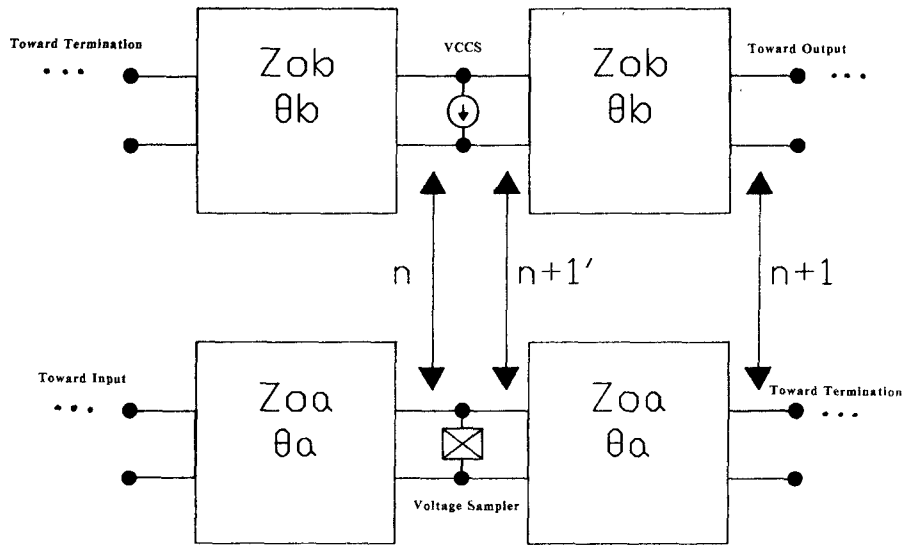 Toward Termination
...
Zob
θb
VCCS
Zob
θb
Toward Output
...
n
n+1'
n+1
Toward Input
...
Zoa
θa
Voltage Sampler
Zoa
θa
Toward Termination
...